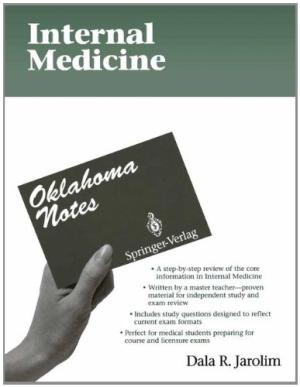 Internal
Medicine
Oklahoma
Notes
Springer-Verlag
• A step-by-step review of the core
information in Internal Medicine
• Written by a master teacher—proven
material for independent study and
exam review
• Includes study questions designed to reflect
current exam formats
• Perfect for medical students preparing for
course and licensure exams
Dala R. Jarolim